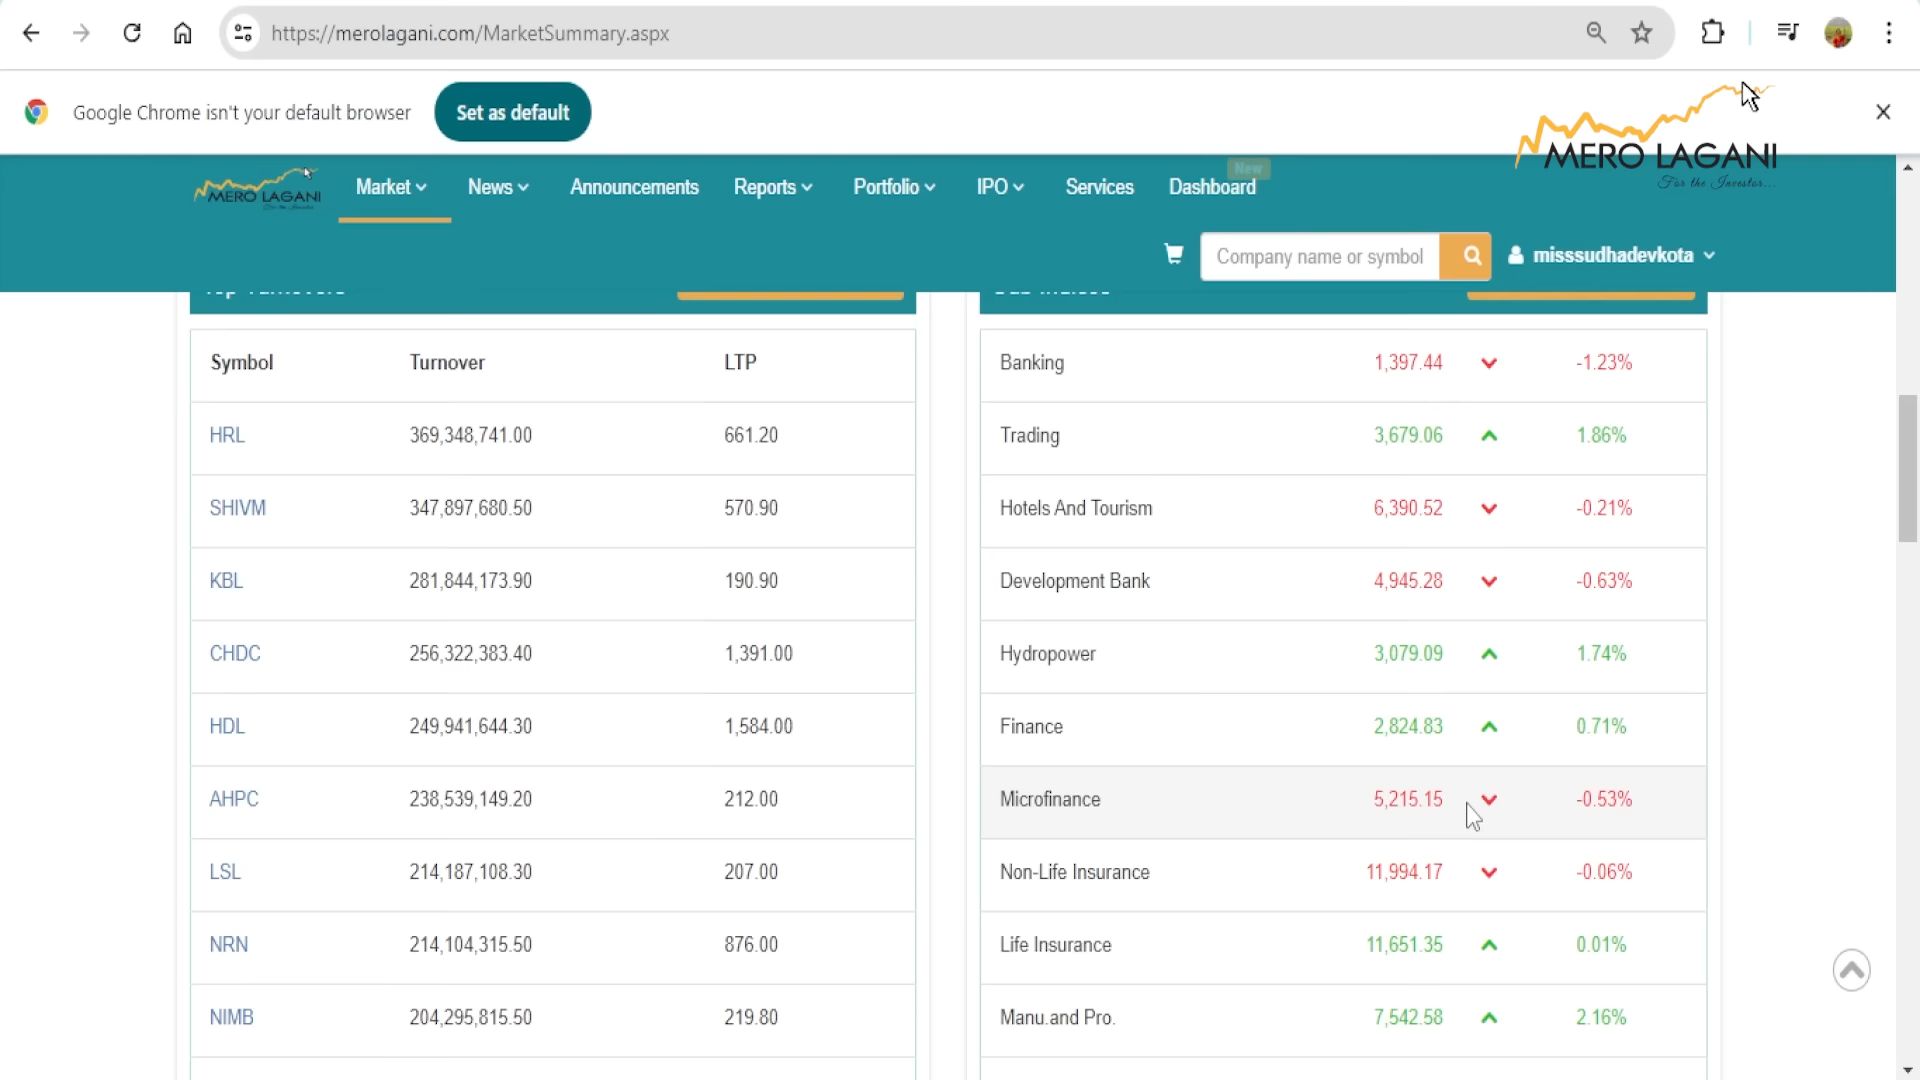 https://merolagani.com/MarketSummary.aspx
Google Chrome isn't your default browser
Set as default
MERO LAGANI
For the Investor...
MERO LAGANI
For the Investor...
Market
News
Announcements
Reports
Portfolio
IPO
Services
Dashboard
New
Company name or symbol
misssudhadevkota
Symbol Turnover LTP
HRL 369,348,741.00 661.20
SHIVM 347,897,680.50 570.90
KBL 281,844,173.90 190.90
CHDC 256,322,383.40 1,391.00
HDL 249,941,644.30 1,584.00
AHPC 238,539,149.20 212.00
LSL 214,187,108.30 207.00
NRN 214,104,315.50 876.00
NIMB 204,295,815.50 219.80
Banking 1,397.44 -1.23%
Trading 3,679.06 1.86%
Hotels And Tourism 6,390.52 -0.21%
Development Bank 4,945.28 -0.63%
Hydropower 3,079.09 1.74%
Finance 2,824.83 0.71%
Microfinance 5,215.15 -0.53%
Non-Life Insurance 11,994.17 -0.06%
Life Insurance 11,651.35 0.01%
Manu.and Pro. 7,542.58 2.16%